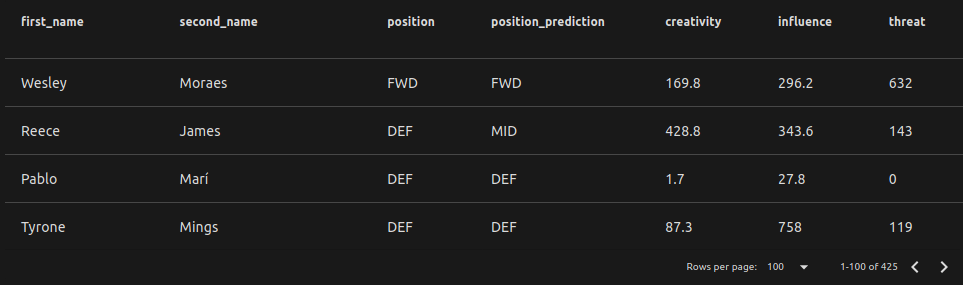 first_name second_name position position_prediction creativity influence threat
Wesley Moraes FWD FWD 169.8 296.2 632
Reece James DEF MID 428.8 343.6 143
Pablo Marí DEF DEF 1.7 27.8 0
Tyrone Mings DEF DEF 87.3 758 119
Rows per page: 100 1-100 of 425